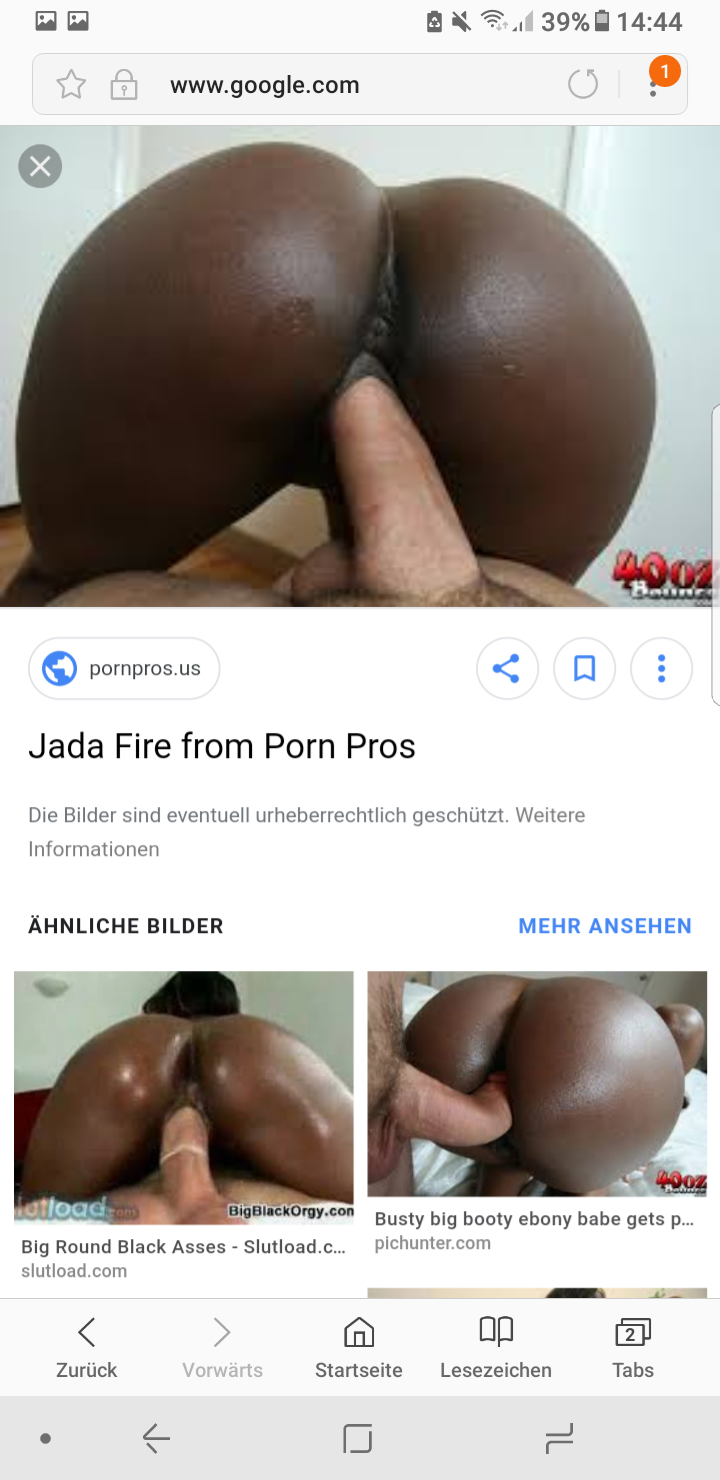 39% 14:44
www.google.com
1
40oz
Bounce
pornpros.us
Jada Fire from Porn Pros
Die Bilder sind eventuell urheberrechtlich geschützt. Weitere
Informationen
ÄHNLICHE BILDER
MEHR ANSEHEN
slutload.com
BigBlackOrgy.com
Big Round Black Asses - Slutload.c...
slutload.com
40oz
Bounce
Busty big booty ebony babe gets p...
pichunter.com
Zurück
Vorwärts
Startseite
Lesezeichen
2
Tabs